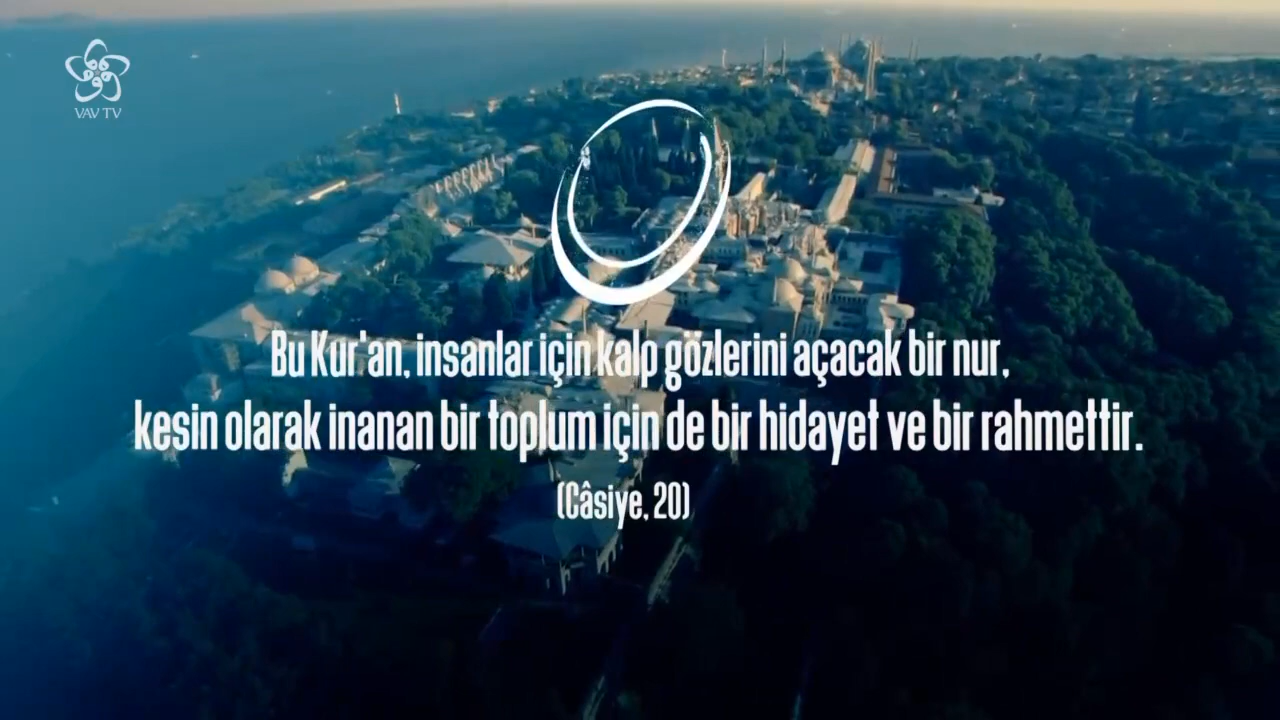 VAV TV
Bu Kur'an, insanlar için kalp gözlerini açacak bir nur,
kesin olarak inanan bir toplum için de bir hidayet ve bir rahmettir.
(Câsiye, 20)